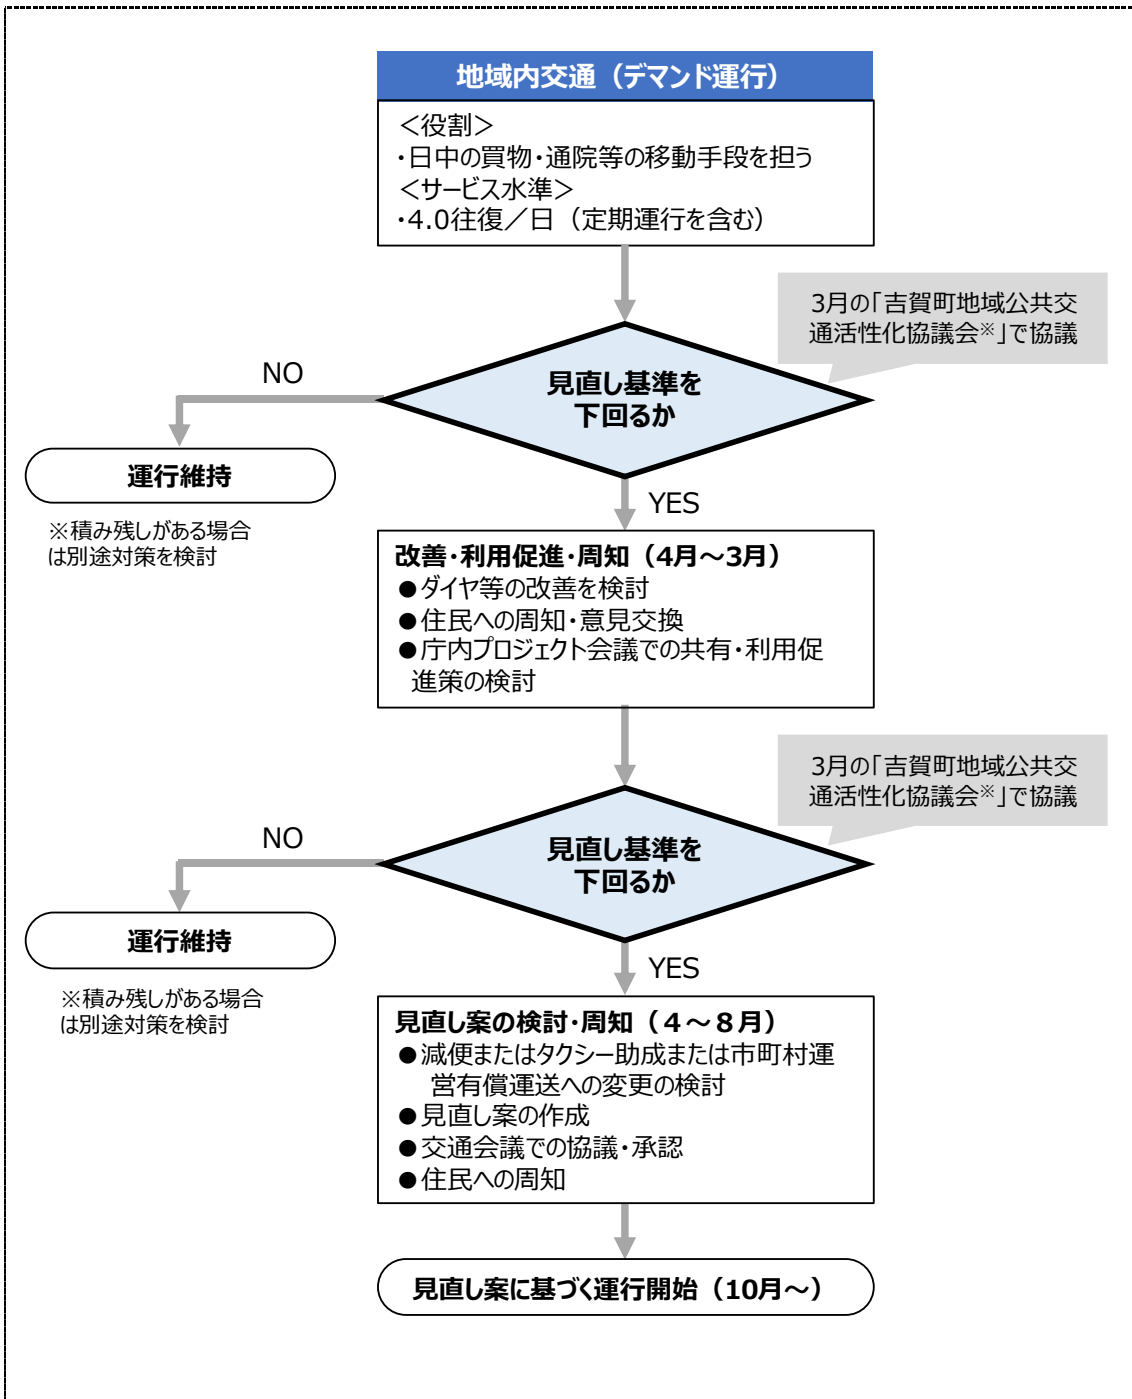 地域内交通（デマンド運行）
＜役割＞
・日中の買物・通院等の移動手段を担う
＜サービス水準＞
・4.0往復／日（定期運行を含む）
3月の「吉賀町地域公共交
通活性化協議会※」で協議
見直し基準を
下回るか
NO
運行維持
※積み残しがある場合
は別途対策を検討
YES
改善・利用促進・周知（4月～3月）
●ダイヤ等の改善を検討
●住民への周知・意見交換
●庁内プロジェクト会議での共有・利用促
進策の検討
3月の「吉賀町地域公共交
通活性化協議会※」で協議
見直し基準を
下回るか
NO
運行維持
※積み残しがある場合
は別途対策を検討
YES
見直し案の検討・周知（４～８月）
●減便またはタクシー助成または市町村運
営有償運送への変更の検討
●見直し案の作成
●交通会議での協議・承認
●住民への周知
見直し案に基づく運行開始（10月～）